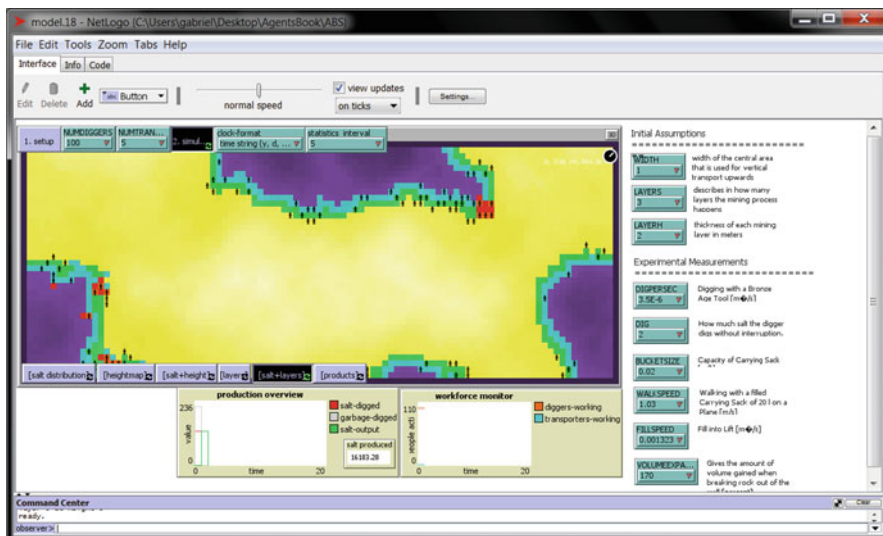 model.18 - NetLogo {C:\Users\gabriel\Desktop\AgentsBook\ABS}
File Edit Tools Zoom Tabs Help
Interface Info Code
Edit Delete Add
abc Button
normal speed
view updates
on ticks
Settings...
1. setup
NUMDIGGERS
100
NUMTRAN...
5
2. simul...
clock-format
time string (y, d, ...
statistics interval
5
3D
[salt distribution]
[heightmap]
[salt+height]
[layer]
[salt+layers]
[products]
production overview
236
value
0
0
time
20
salt-digged
garbage-digged
salt-output
salt produced
16183.28
workforce monitor
110
people acti
0
0
time
20
diggers-working
transporters-working
Initial Assumptions
WIDTH
1
width of the central area
that is used for vertical
transport upwards
LAYERS
3
describes in how many
layers the mining process
happens
LAYERH
2
thickness of each mining
layer in meters
Experimental Measurements
DIGPERSEC
3.5E-6
Digging with a Bronze
Age Tool [m�/s]
DIG
2
How much salt the digger
digs without interruption.
BUCKETSIZE
0.02
Capacity of Carrying Sack
WALKSPEED
1.03
Walking with a filled
Carrying Sack of 20 l on a
Plane [m/s]
FILLSPEED
0.001323
Fill into Lift [m�/s]
VOLUMEEXPA...
170
Gives the amount of
volume gained when
breaking rock out of the
Command Center
Clear
ready.
observer>